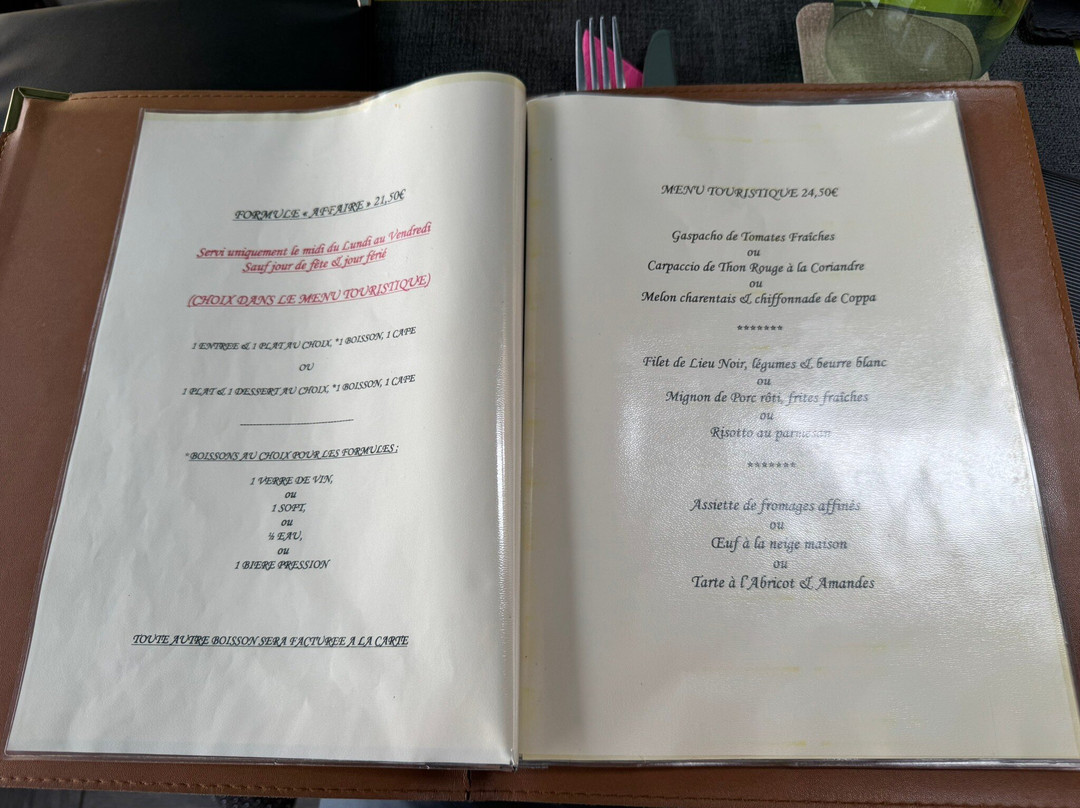 FORMULE « AFFAIRE » 21,50€
Servi uniquement le midi du Lundi au Vendredi
Sauf jour de fête & jour férié
(CHOIX DANS LE MENU TOURISTIQUE)
1 ENTREE & 1 PLAT AU CHOIX, *1 BOISSON, 1 CAFE
OU
1 PLAT & 1 DESSERT AU CHOIX, *1 BOISSON, 1 CAFE
*BOISSONS AU CHOIX POUR LES FORMULES ;
1 VERRE DE VIN,
ou
1 SOFT,
ou
½ EAU,
ou
1 BIERE PRESSION
TOUTE AUTRE BOISSON SERA FACTUREE A LA CARTE
MENU TOURISTIQUE 24,50€
Gaspacho de Tomates Fraîches
ou
Carpaccio de Thon Rouge à la Coriandre
ou
Melon charentais & chiffonnade de Coppa
*******
Filet de Lieu Noir, légumes & beurre blanc
ou
Mignon de Porc rôti, frites fraîches
ou
Risotto au parmesan
*******
Assiette de fromages affinés
ou
Œuf à la neige maison
ou
Tarte à l'Abricot & Amandes